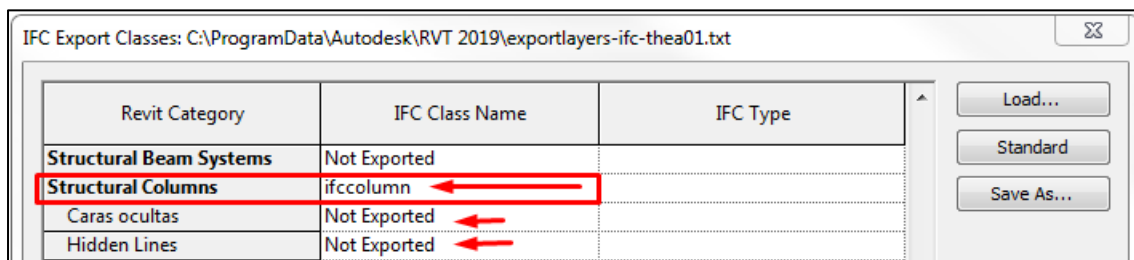 IFC Export Classes: C:\ProgramData\Autodesk\RVT 2019\exportlayers-ifc-thea01.txt
Revit Category IFC Class Name IFC Type
Structural Beam Systems Not Exported
Structural Columns ifccolumn
Caras ocultas Not Exported
Hidden Lines Not Exported
Load...
Standard
Save As...